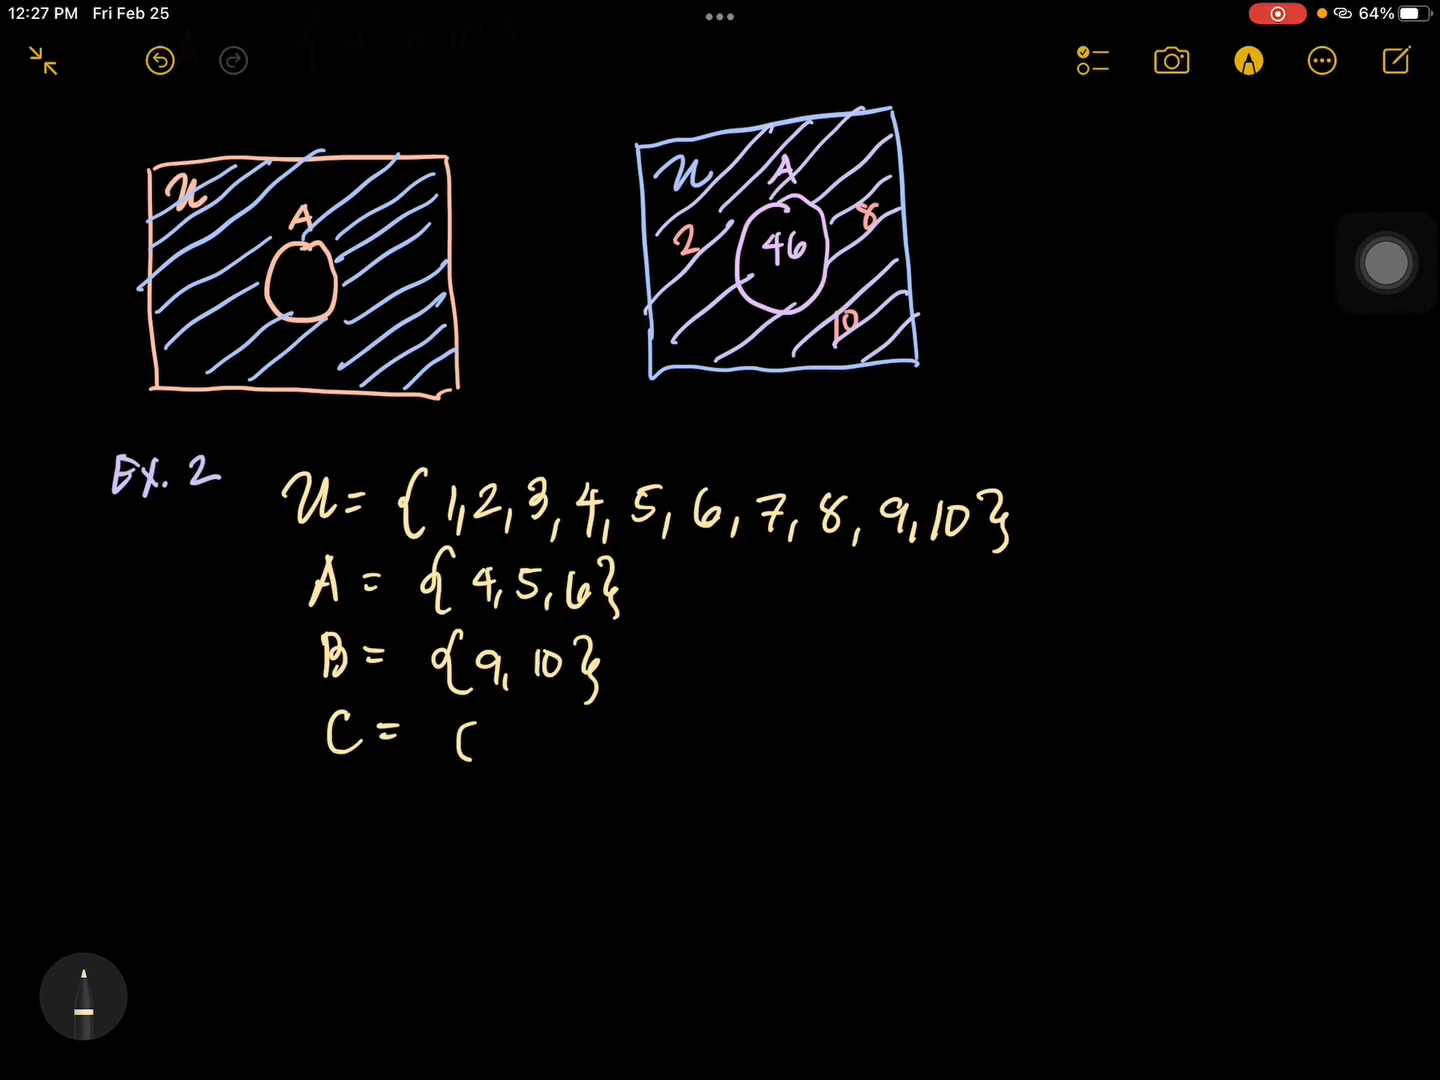 12:27 PM Fri Feb 25
64%
U
A
U
A
2
46
8
10
Ex. 2
U = { 1, 2, 3, 4, 5, 6, 7, 8, 9, 10 }
A = { 4, 5, 6 }
B = { 9, 10 }
C =